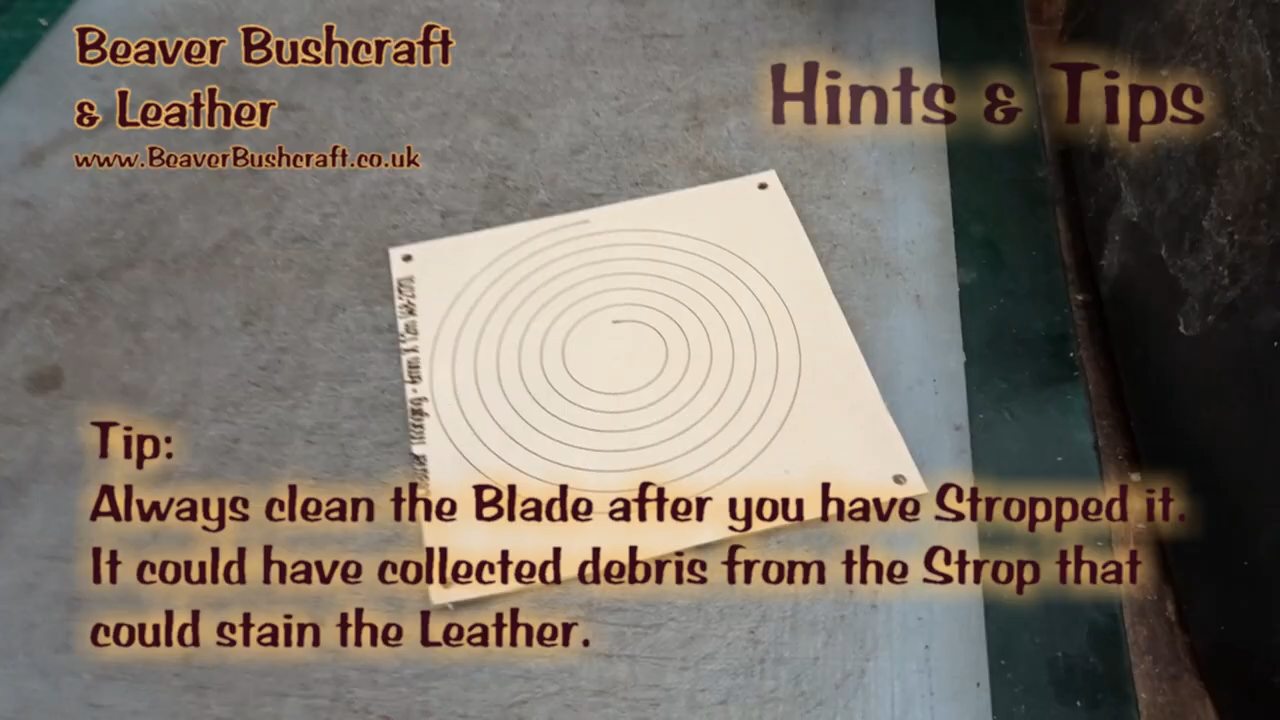 Beaver Bushcraft
& Leather
www.BeaverBushcraft.co.uk
Hints & Tips
Tip:
Always clean the Blade after you have Stropped it.
It could have collected debris from the Strop that
could stain the Leather.